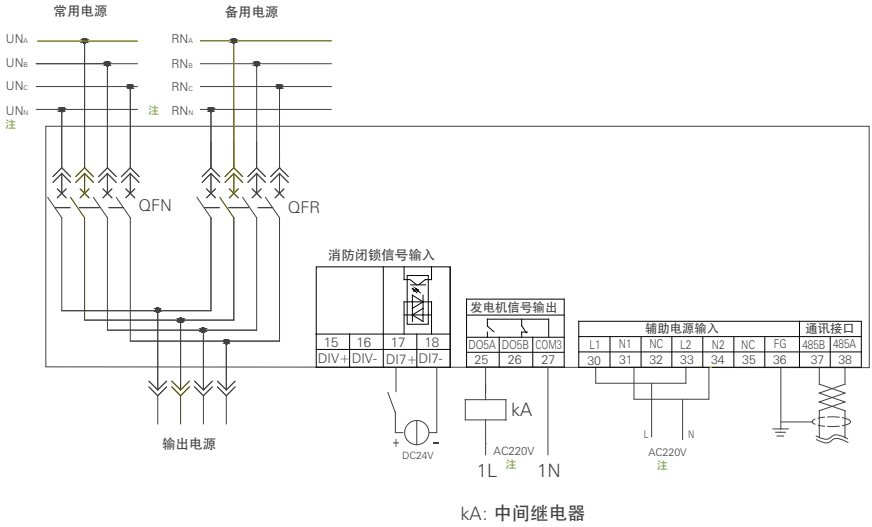 常用电源 备用电源
UNA RNA
UNB RNB
UNC RNC
UNN 注 RNN
注
QFN QFR
消防闭锁信号输入
发电机信号输出
辅助电源输入 通讯接口
15 16 17 18
DIV+ DIV- DI7+ DI7-
DO5A DO5B COM3
25 26 27
L1 N1 NC L2 N2 NC FG 485B 485A
30 31 32 33 34 35 36 37 38
kA
+ -
DC24V
L N
输出电源
AC220V
注
1L 1N
AC220V
注
kA: 中间继电器